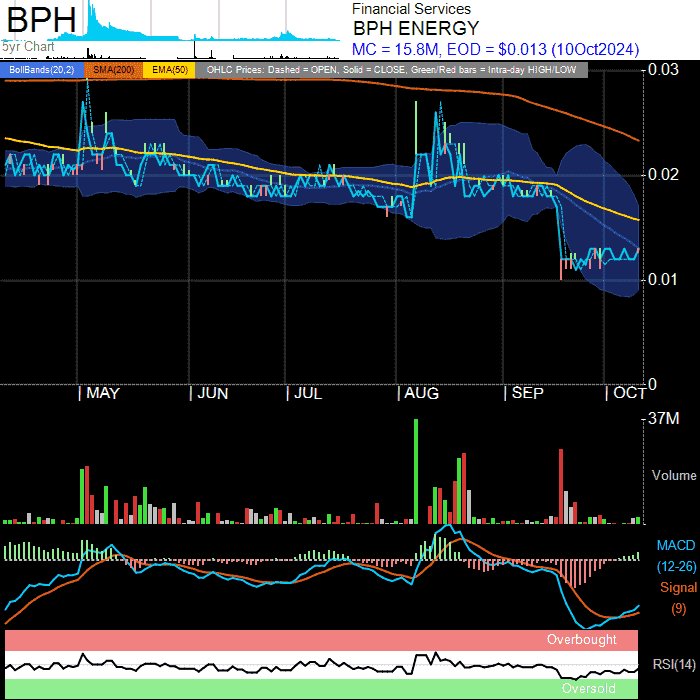 BPH
5yr Chart
Financial Services
BPH ENERGY
MC = 15.8M, EOD = $0.013 (10Oct2024)
BollBands(20,2) SMA(200) EMA(50) OHLC Prices: Dashed = OPEN, Solid = CLOSE, Green/Red bars = Intra-day HIGH/LOW
0.03
0.02
0.01
0
| MAY | JUN | JUL | AUG | SEP | OCT
37M
Volume
MACD
(12-26)
Signal
(9)
Overbought
RSI(14)
Oversold